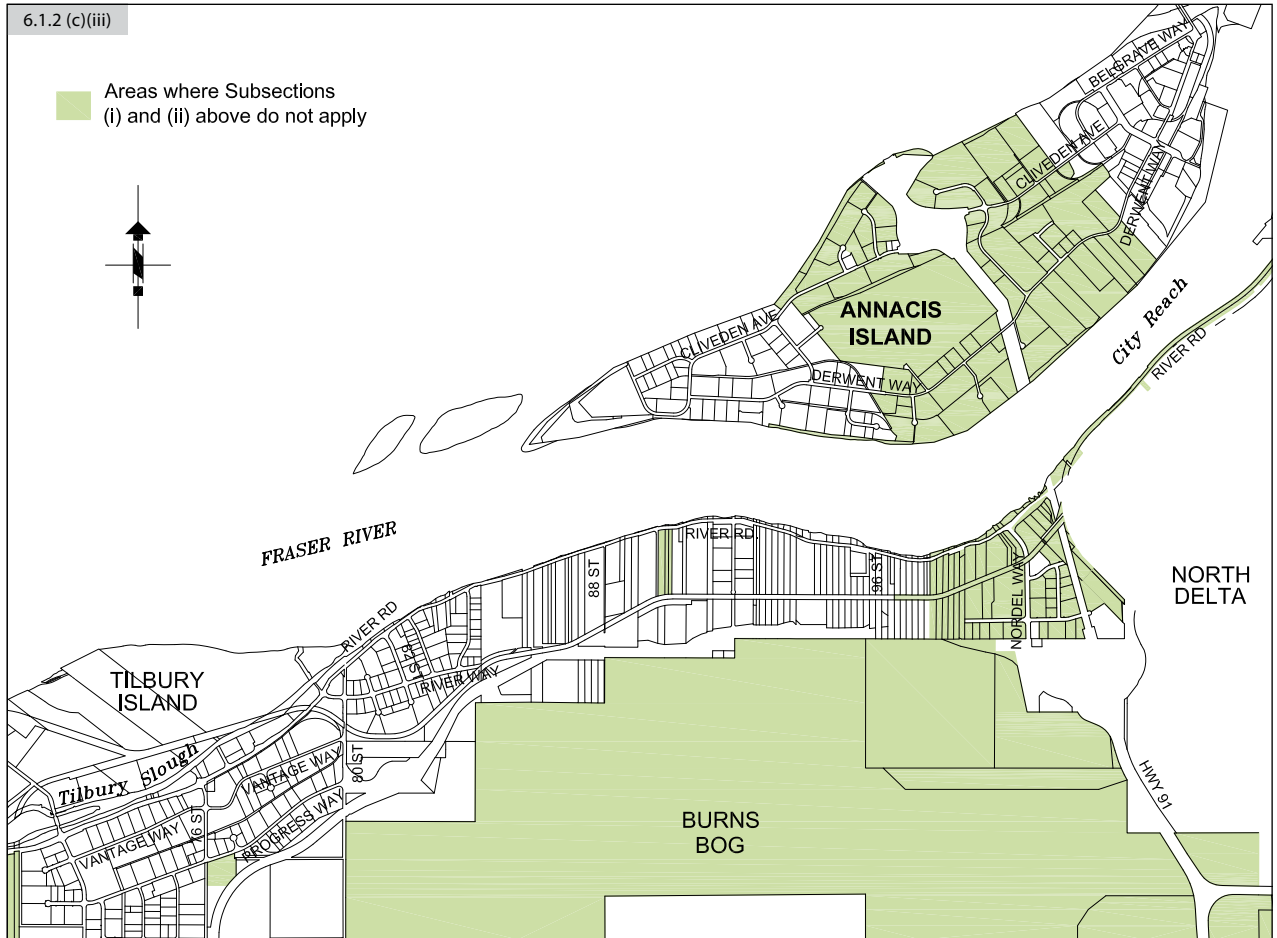 6.1.2 (c)(iii)
Areas where Subsections
(i) and (ii) above do not apply
BELGRAVE WAY
CLIVEDEN AVE
DERWENT WAY
ANNACIS
ISLAND
CLIVEDEN AVE
DERWENT WAY
City Reach
RIVER RD
FRASER RIVER
RIVER RD.
88 ST
96 ST
NORDEL WAY
NORTH
DELTA
RIVER RD
82 ST
RIVER WAY
TILBURY
ISLAND
Tilbury Slough
VANTAGE WAY
80 ST
76 ST
VANTAGE WAY
PROGRESS WAY
HWY 91
BURNS
BOG